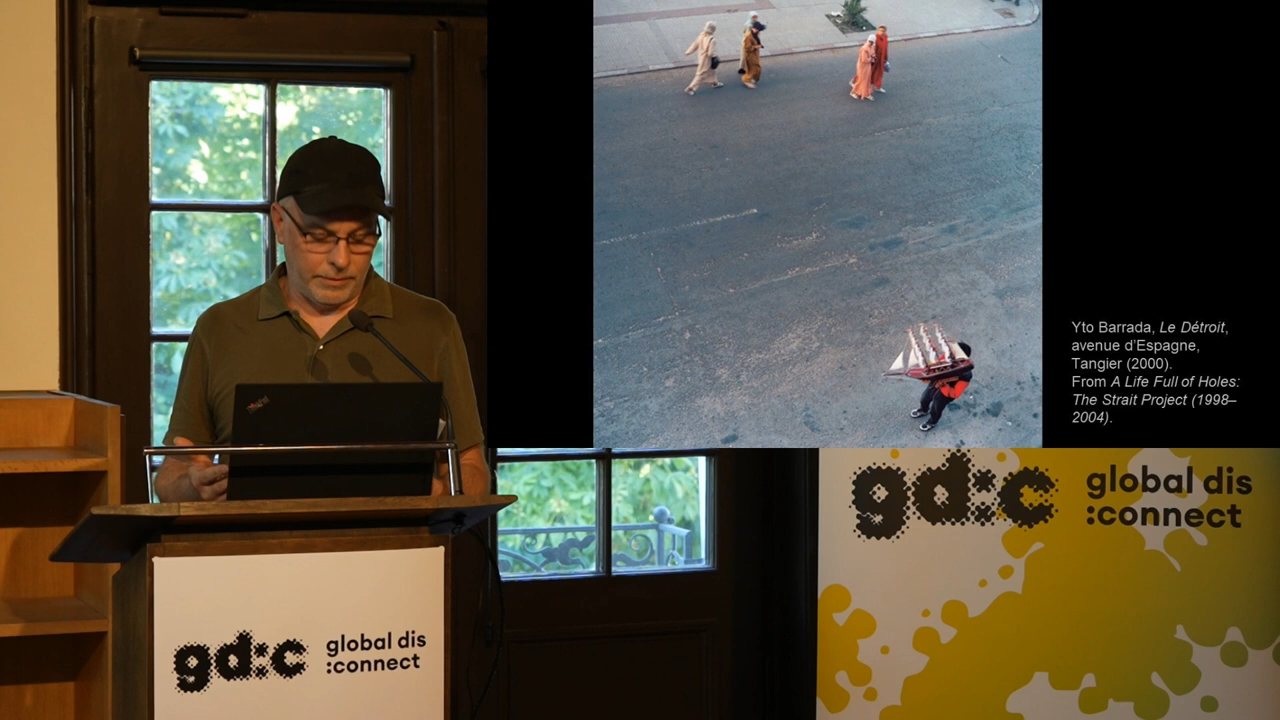 Yto Barrada, Le Détroit,
avenue d'Espagne,
Tangier (2000).
From A Life Full of Holes:
The Strait Project (1998–
2004).
gd:c global dis
:connect
gd:c global dis
:connect